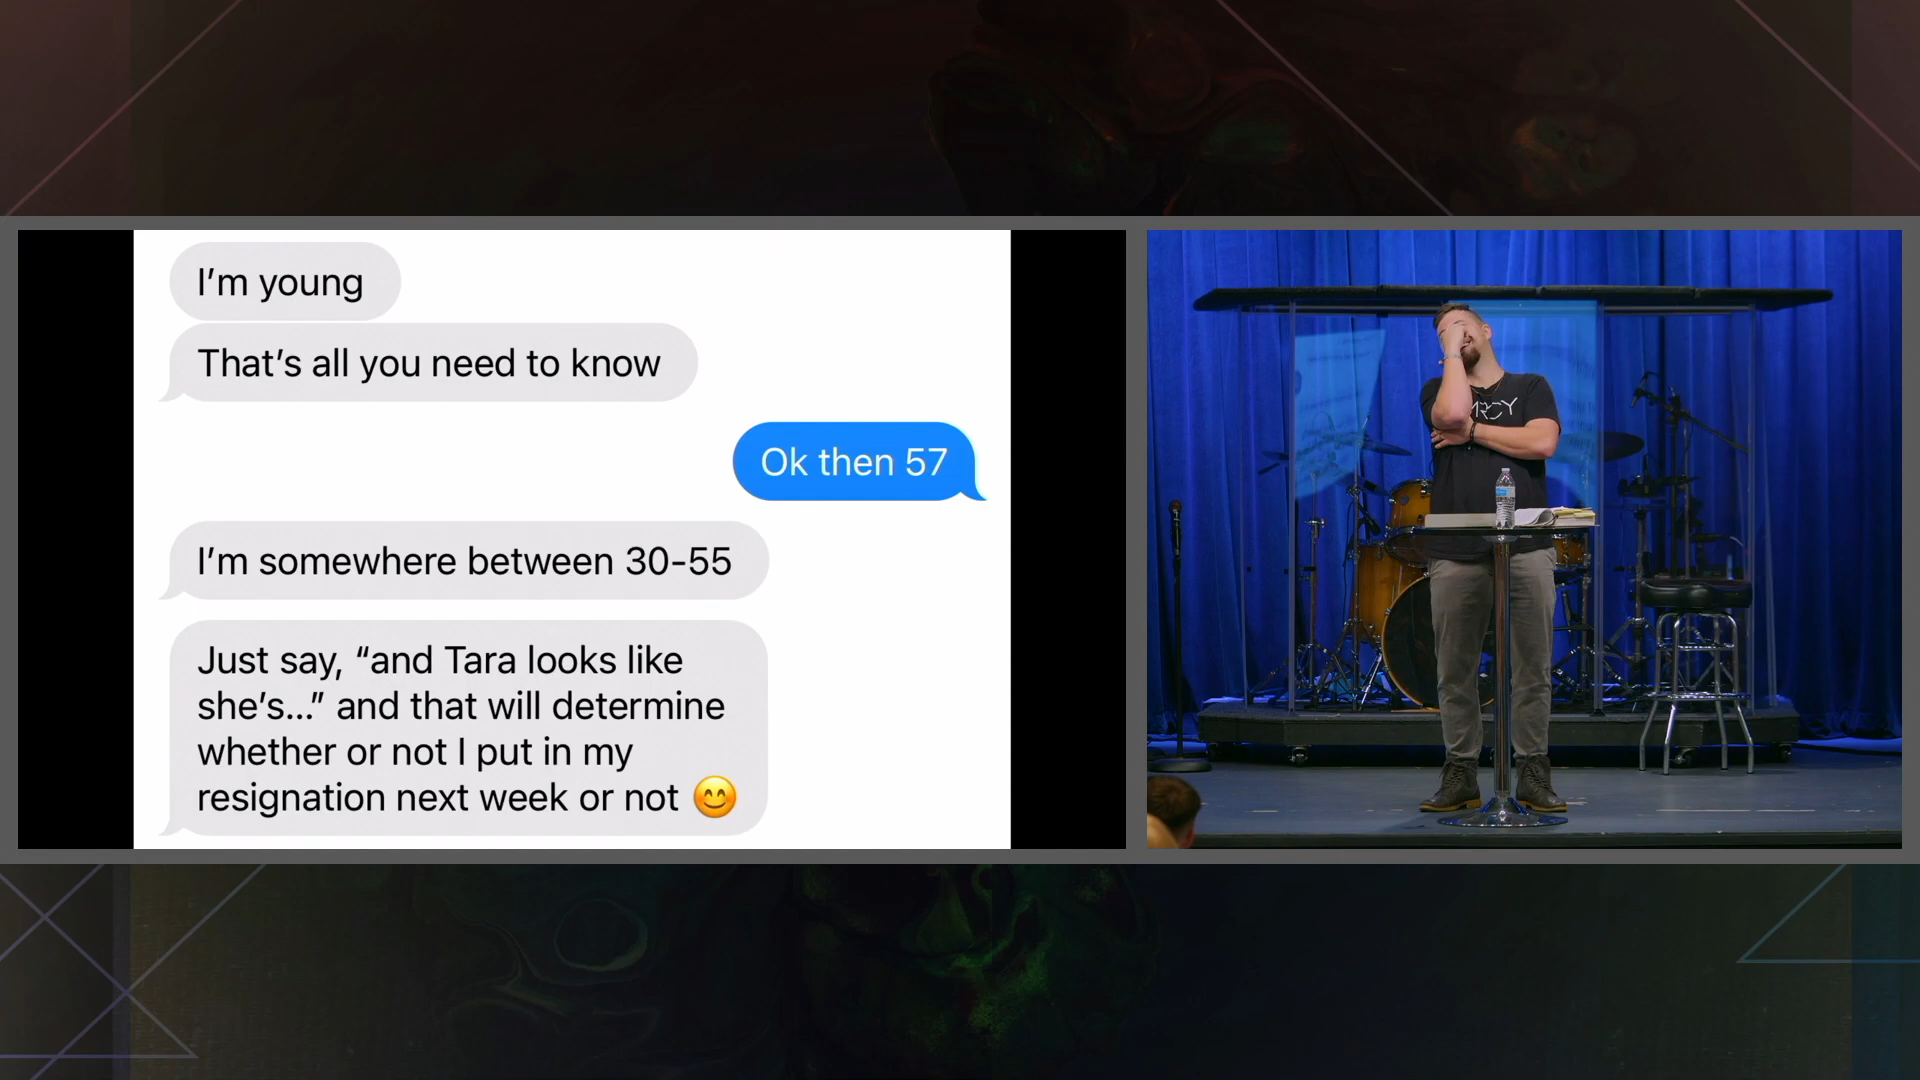 I'm young
That's all you need to know
Ok then 57
I'm somewhere between 30-55
Just say, “and Tara looks like
she's...” and that will determine
whether or not I put in my
resignation next week or not 😊